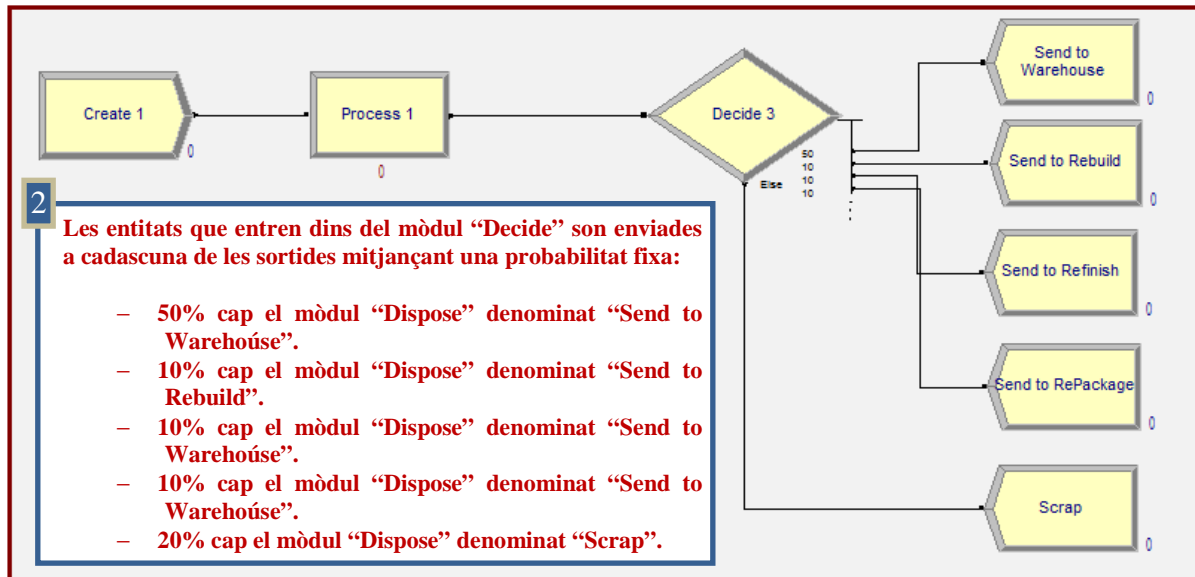 Send to
Warehouse
0
Create 1
0
Process 1
0
Decide 3
50
10
10
10
Else
Send to Rebuild
0
Send to Refinish
0
Send to RePackage
0
Scrap
0
2
Les entitats que entren dins del mòdul “Decide” son enviades
a cadascuna de les sortides mitjançant una probabilitat fixa:
– 50% cap el mòdul “Dispose” denominat “Send to
Warehoúse”.
– 10% cap el mòdul “Dispose” denominat “Send to
Rebuild”.
– 10% cap el mòdul “Dispose” denominat “Send to
Warehoúse”.
– 10% cap el mòdul “Dispose” denominat “Send to
Warehoúse”.
– 20% cap el mòdul “Dispose” denominat “Scrap”.